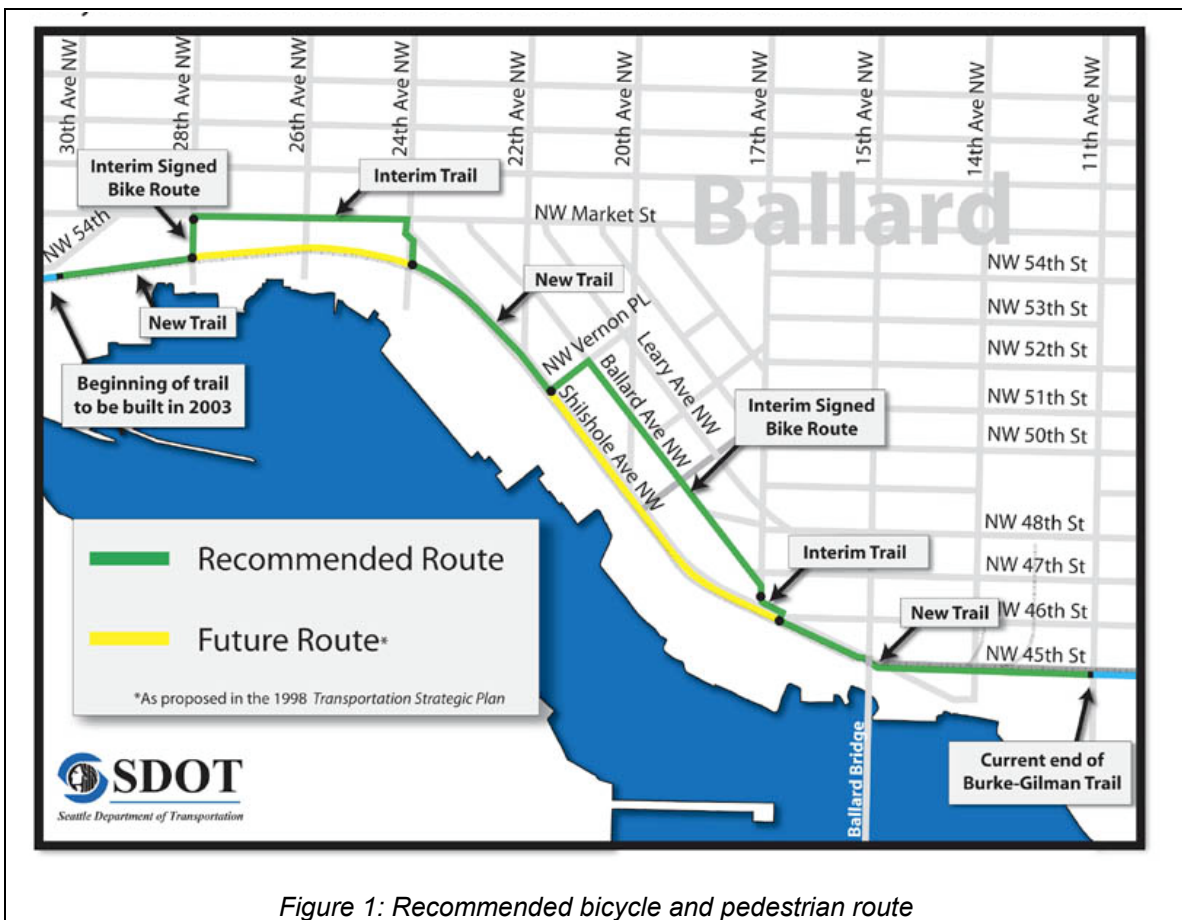 30th Ave NW
28th Ave NW
26th Ave NW
24th Ave NW
22th Ave NW
20th Ave NW
17th Ave NW
15th Ave NW
14th Ave NW
11th Ave NW
Interim Signed
Bike Route
Interim Trail
Ballard
NW Market St
NW 54th
NW 54th St
New Trail
New Trail
NW 53th St
NW Vernon PL
Leary Ave NW
NW 52th St
Beginning of trail
to be built in 2003
Ballard Ave NW
NW 51th St
Shilshole Ave NW
Interim Signed
Bike Route
NW 50th St
NW 48th St
Recommended Route
Interim Trail
NW 47th St
New Trail
NW 46th St
Future Route*
NW 45th St
*As proposed in the 1998 Transportation Strategic Plan
Ballard Bridge
Current end of
Burke-Gilman Trail
SDOT
Seattle Department of Transportation
Figure 1: Recommended bicycle and pedestrian route